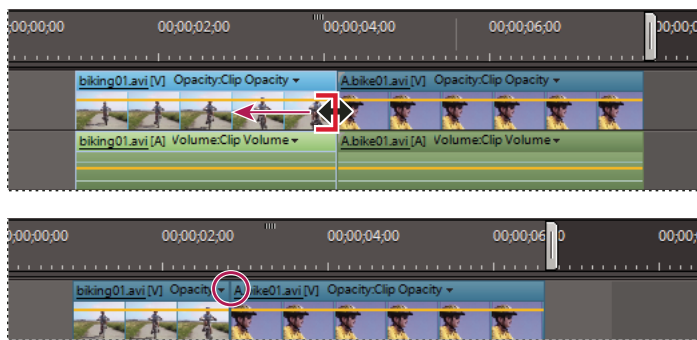 ;00;00;00 00;00;02;00 00;00;04;00 00;00;06;00 00;00;0
biking01.avi [V] Opacity:Clip Opacity A.bike01.avi [V] Opacity:Clip Opacity
biking01.avi [A] Volume:Clip Volume A.bike01.avi [A] Volume:Clip Volume
;00;00;00 00;00;02;00 00;00;04;00 00;00;06 0 00;00;
biking01.avi [V] Opacity A. bike01.avi [V] Opacity:Clip Opacity